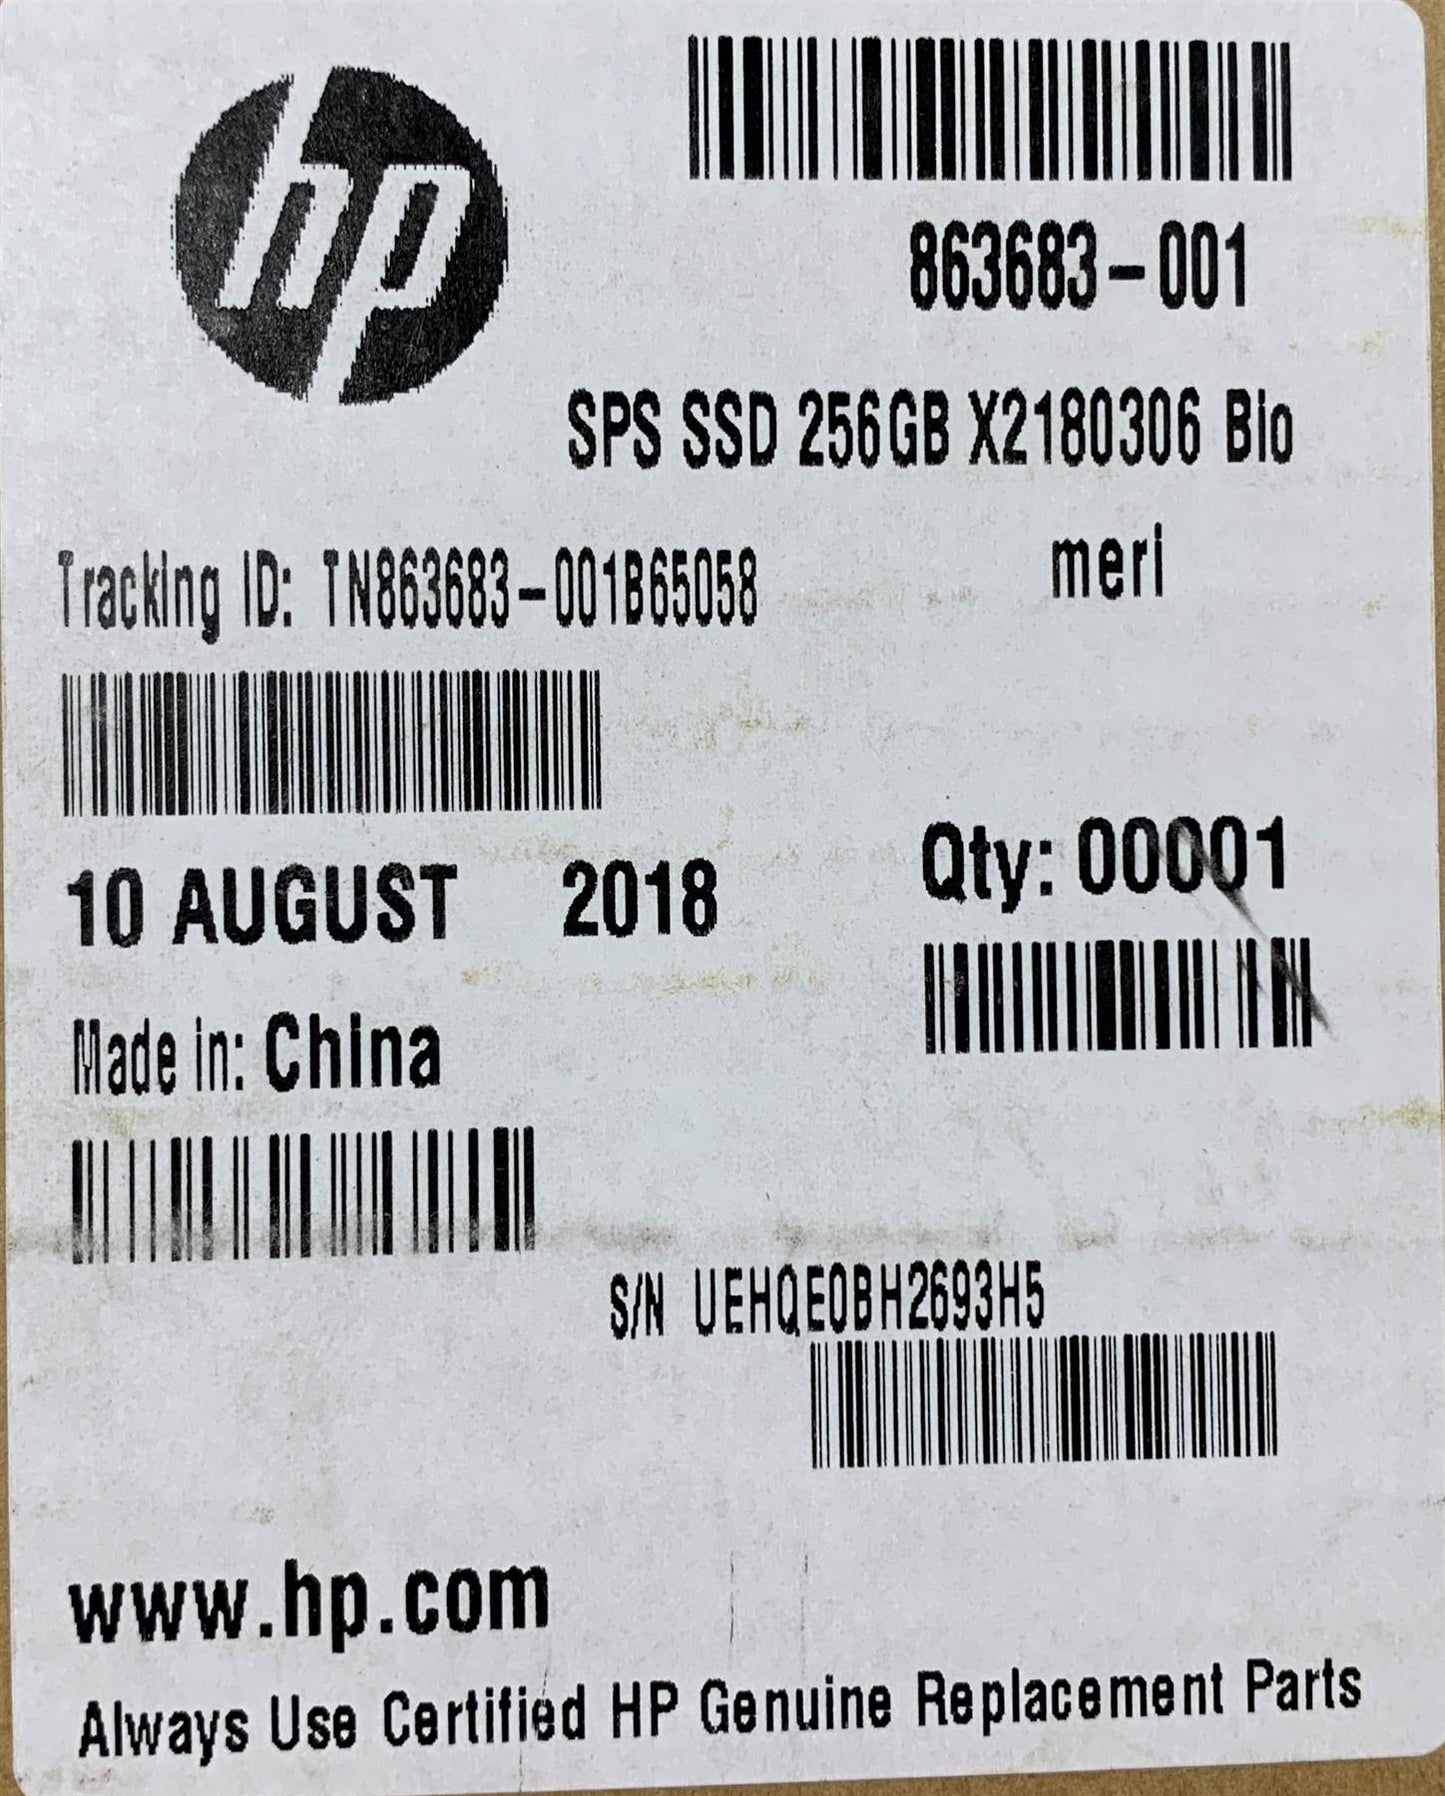 hp
863683-001
SPS SSD 256GB X2180306 Bio
meri
Tracking ID: TN863683-001B65058
10 AUGUST 2018
Qty: 00001
Made in: China
S/N UEHQE0BH2693H5
www.hp.com
Always Use Certified HP Genuine Replacement Parts